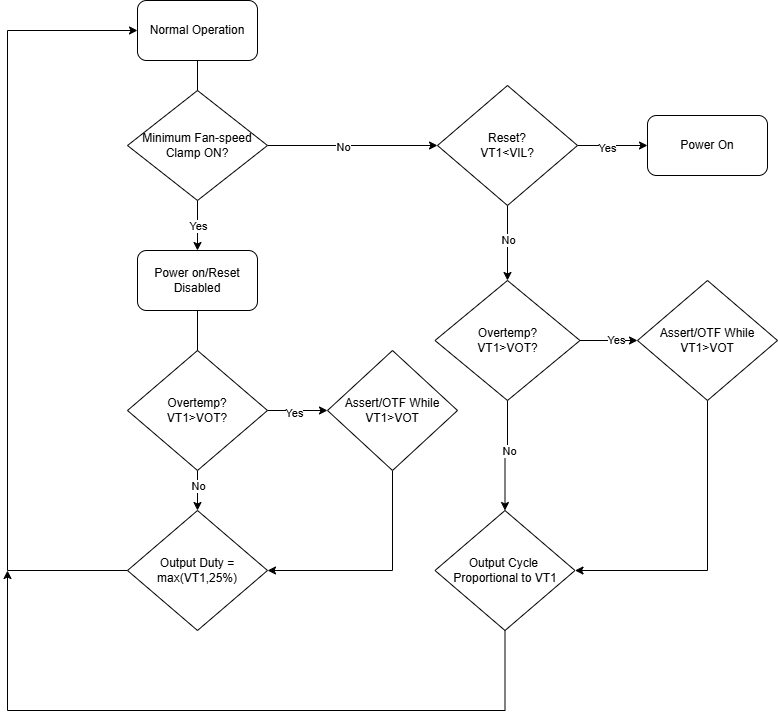 Normal Operation
Minimum Fan-speed
Clamp ON?
No
Reset?
VT1<VIL?
Yes
Power On
Yes
No
Power on/Reset
Disabled
Overtemp?
VT1>VOT?
Yes
Assert/OTF While
VT1>VOT
Overtemp?
VT1>VOT?
Yes
Assert/OTF While
VT1>VOT
No
No
Output Duty =
max(VT1,25%)
Output Cycle
Proportional to VT1